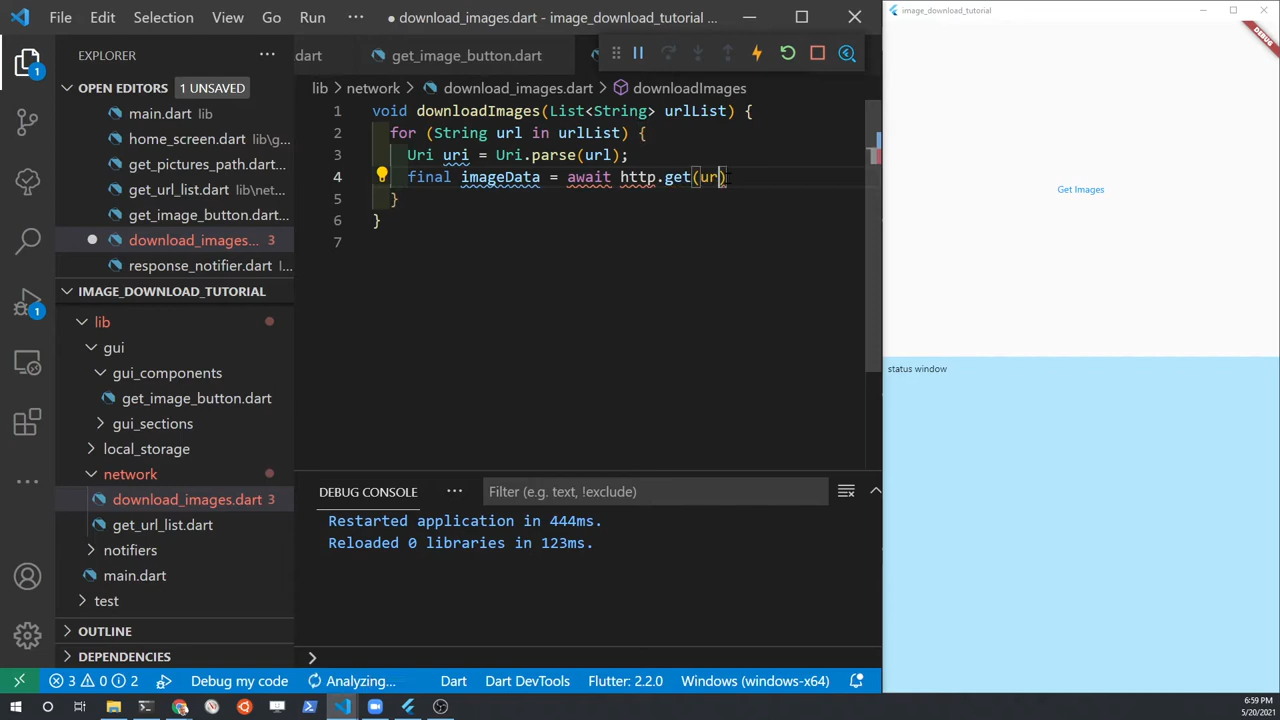 File Edit Selection View Go Run ··· ● download_images.dart - image_download_tutorial ...
image_download_tutorial
DEBUG
EXPLORER ···
dart
get_image_button.dart
1
OPEN EDITORS 1 UNSAVED
lib > network > download_images.dart > downloadImages
main.dart lib
home_screen.dart lib\g...
get_pictures_path.dart lib...
get_url_list.dart lib\net...
get_image_button.dart...
download_images... 3
response_notifier.dart l...
1 void downloadImages(List<String> urlList) {
2 for (String url in urlList) {
3 Uri uri = Uri.parse(url);
4 final imageData = await http.get(ur)
5 }
6 }
7
IMAGE_DOWNLOAD_TUTORIAL
lib
gui
gui_components
get_image_button.dart
gui_sections
local_storage
network
download_images.dart 3
get_url_list.dart
notifiers
main.dart
test
OUTLINE
DEPENDENCIES
1
DEBUG CONSOLE ··· Filter (e.g. text, !exclude)
Restarted application in 444ms.
Reloaded 0 libraries in 123ms.
Get Images
status window
3 0 2 Debug my code Analyzing... Dart Dart DevTools Flutter: 2.2.0 Windows (windows-x64)
6:59 PM
5/20/2021